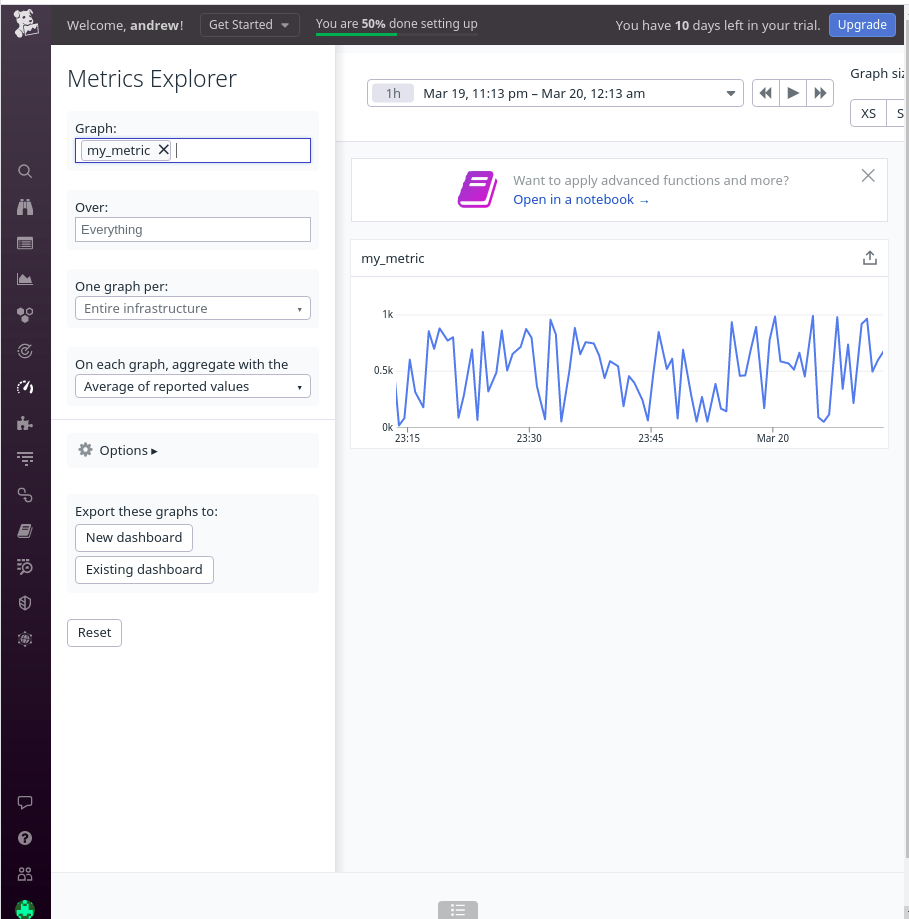 Welcome, andrew!
Get Started
You are 50% done setting up
You have 10 days left in your trial.
Upgrade
Metrics Explorer
Graph:
my_metric
Over:
Everything
One graph per:
Entire infrastructure
On each graph, aggregate with the
Average of reported values
Options ▸
Export these graphs to:
New dashboard
Existing dashboard
Reset
1h Mar 19, 11:13 pm – Mar 20, 12:13 am
Graph siz
XS S
Want to apply advanced functions and more?
Open in a notebook →
my_metric
1k
0.5k
0k
23:15 23:30 23:45 Mar 20